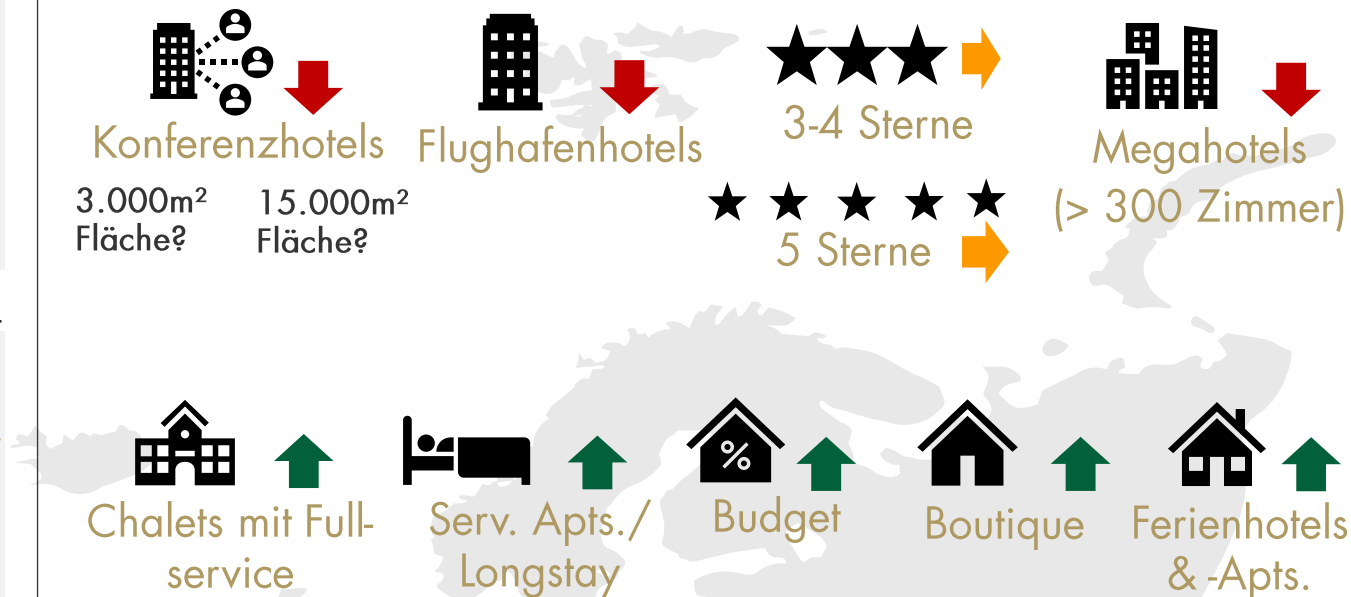 Konferenzhotels
3.000m²
Fläche?
15.000m²
Fläche?
Flughafenhotels
3-4 Sterne
5 Sterne
Megahotels
(> 300 Zimmer)
Chalets mit Full-
service
Serv. Apts./
Longstay
%
Budget
Boutique
Ferienhotels
& -Apts.